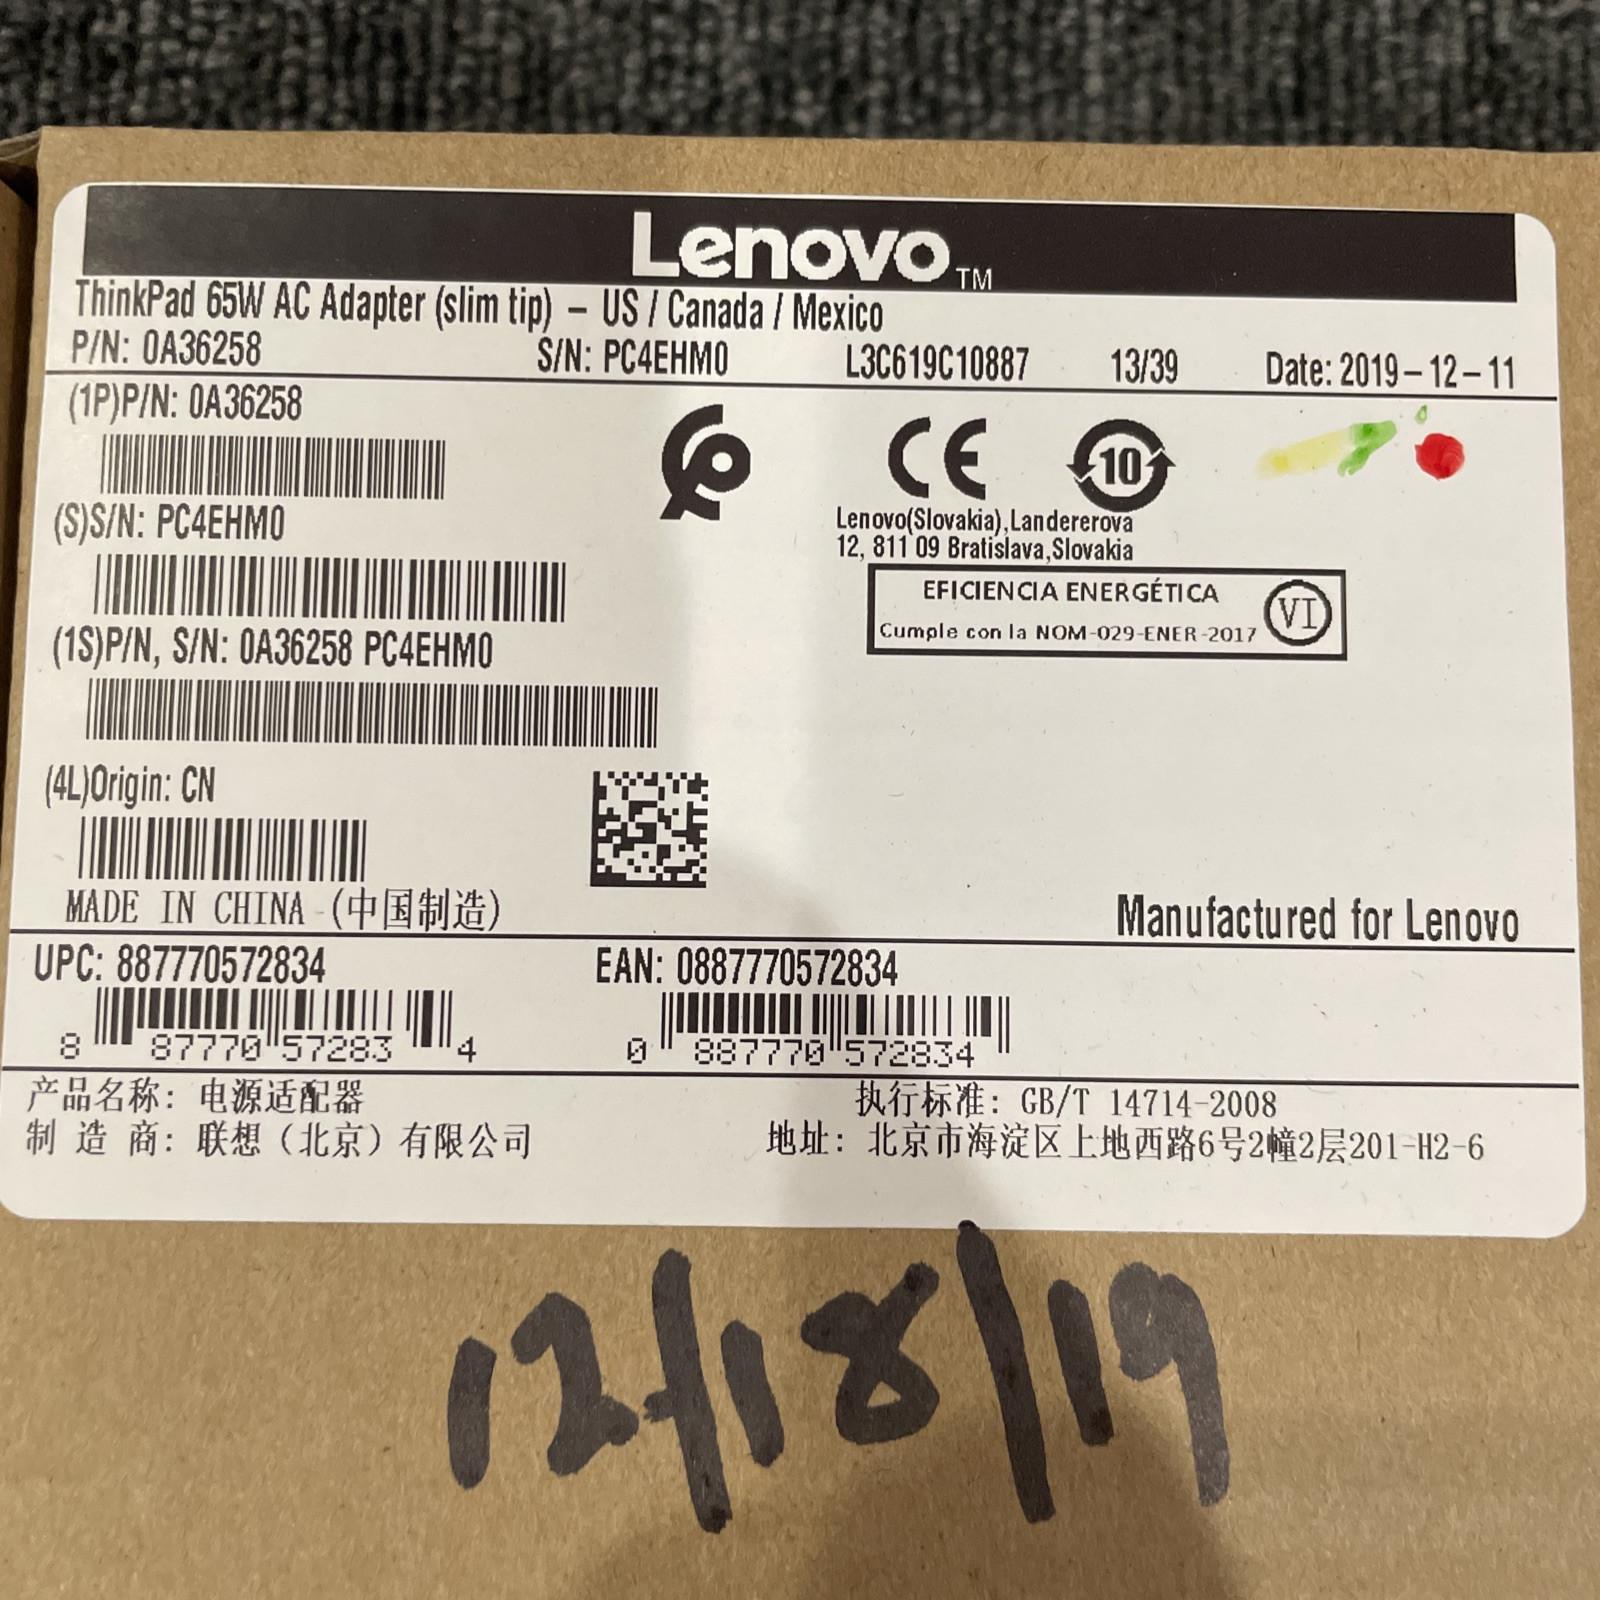 Lenovo™
ThinkPad 65W AC Adapter (slim tip) – US / Canada / Mexico
P/N: 0A36258 S/N: PC4EHM0 L3C619C10887 13/39 Date: 2019-12-11
(1P)P/N: 0A36258
(S)S/N: PC4EHM0
(1S)P/N, S/N: 0A36258 PC4EHM0
(4L)Origin: CN
MADE IN CHINA (中国制造)
CE
10
Lenovo(Slovakia),Landererova
12, 811 09 Bratislava,Slovakia
EFICIENCIA ENERGÉTICA
Cumple con la NOM-029-ENER-2017
VI
Manufactured for Lenovo
UPC: 887770572834 EAN: 0887770572834
8 87770 57283 4 0 887770 572834
产品名称: 电源适配器 执行标准: GB/T 14714-2008
制 造 商: 联想（北京）有限公司 地址: 北京市海淀区上地西路6号2幢2层201-H2-6
12/18/19